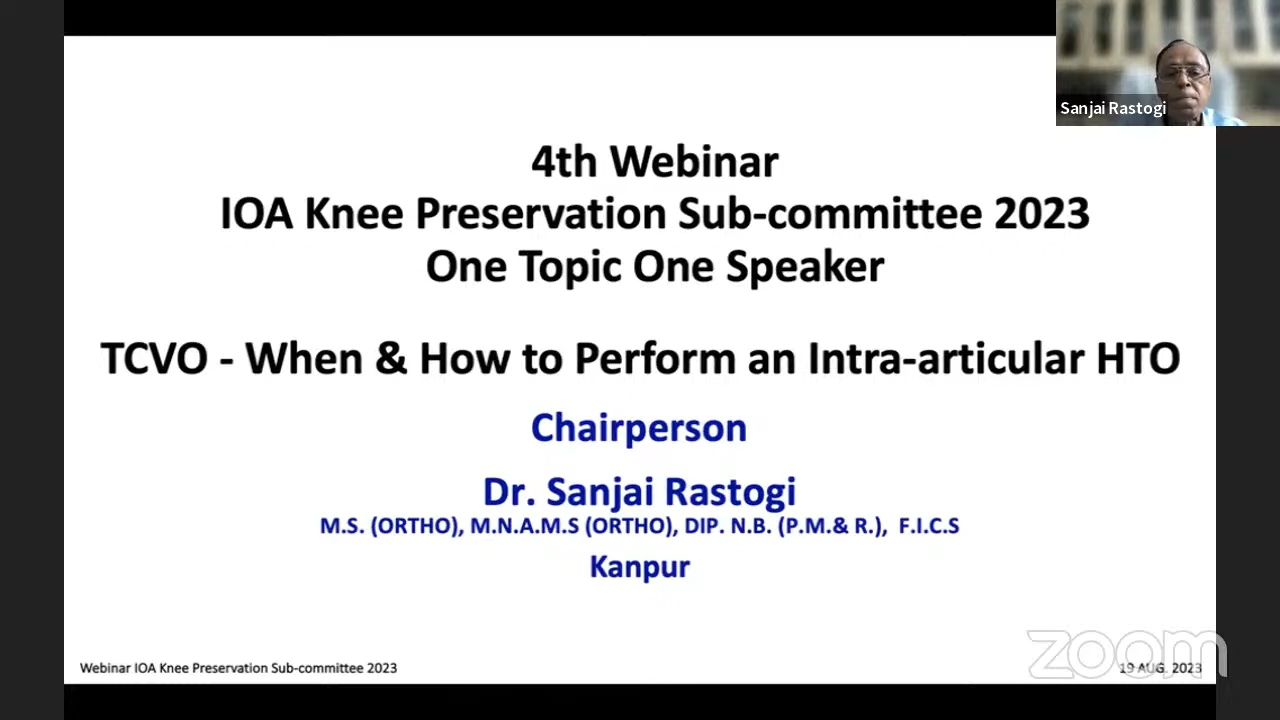 Sanjai Rastogi
4th Webinar
IOA Knee Preservation Sub-committee 2023
One Topic One Speaker
TCVO - When & How to Perform an Intra-articular HTO
Chairperson
Dr. Sanjai Rastogi
M.S. (ORTHO), M.N.A.M.S (ORTHO), DIP. N.B. (P.M.& R.), F.I.C.S
Kanpur
zoom
Webinar IOA Knee Preservation Sub-committee 2023
19 AUG. 2023